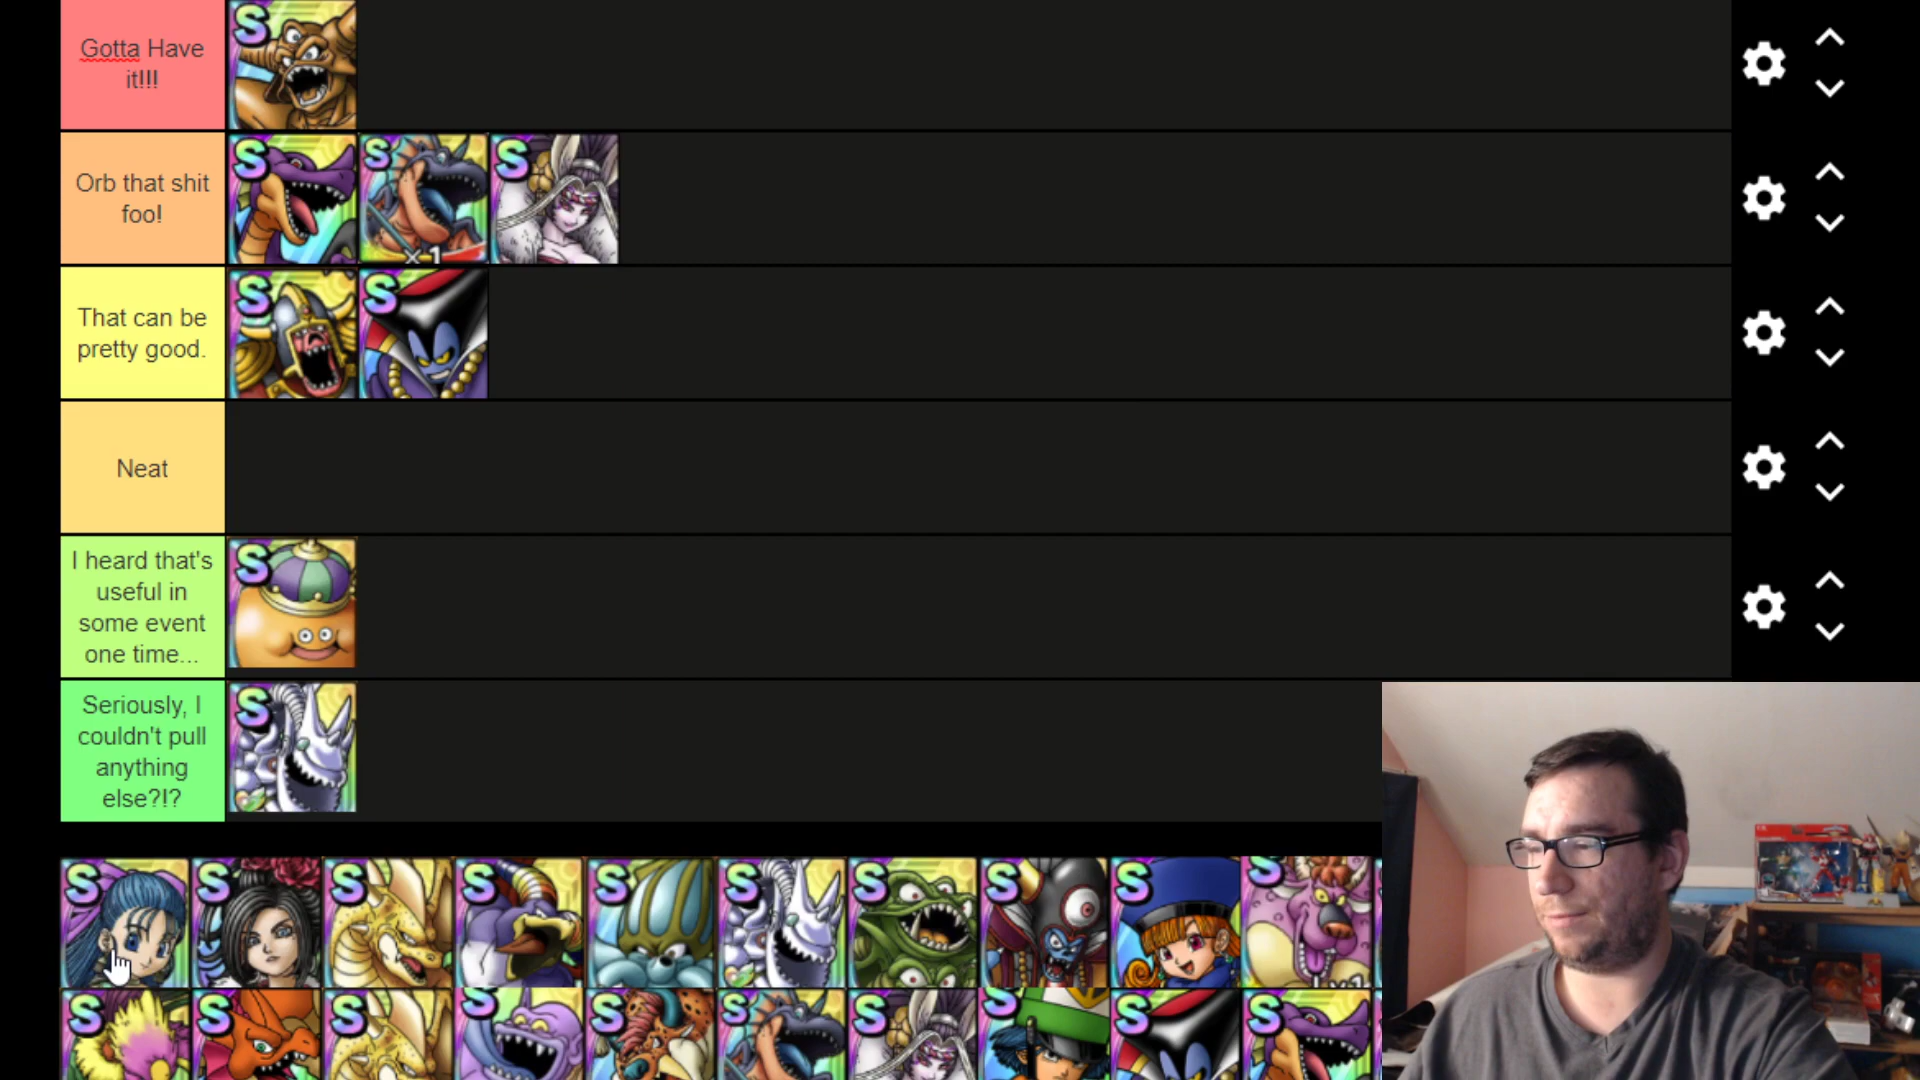 S
Gotta Have
it!!!
S S S
Orb that shit
foo!
x1
S S
That can be
pretty good.
Neat
S
I heard that's
useful in
some event
one time...
S
Seriously, I
couldn't pull
anything
else?!?
S S S S S S S S S S
S S S S S S S S S S